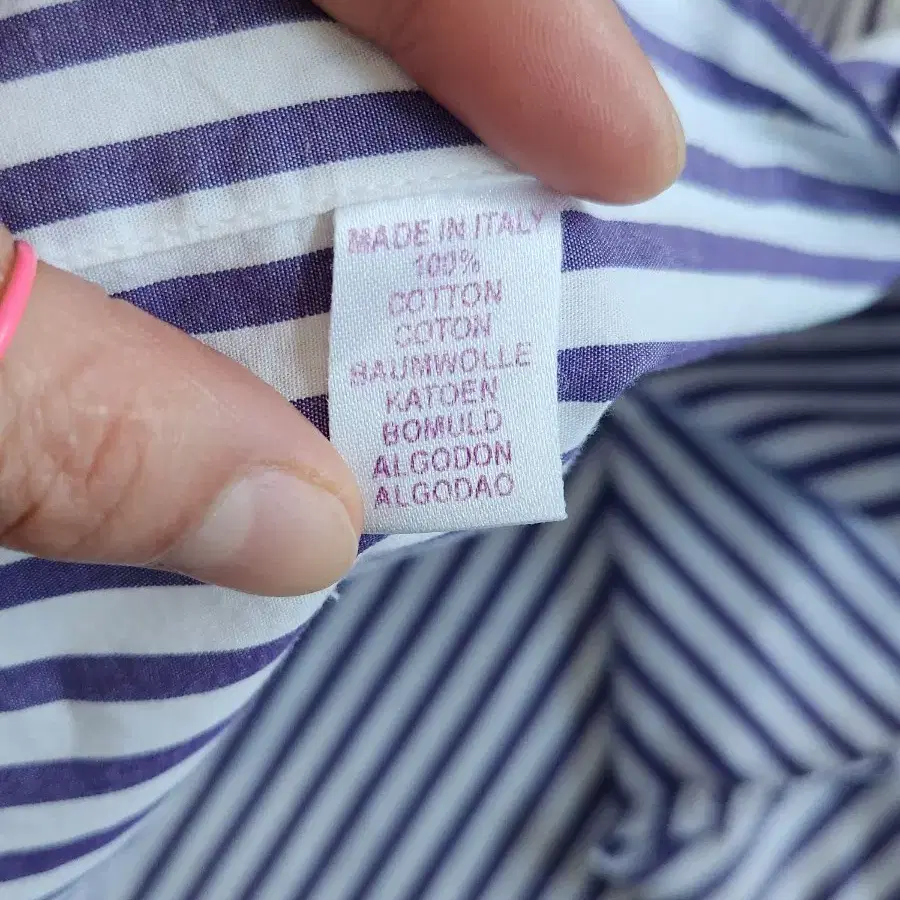 MADE IN ITALY
100%
COTTON
COTON
BAUMWOLLE
KATOEN
BOMULD
ALGODON
ALGODAO